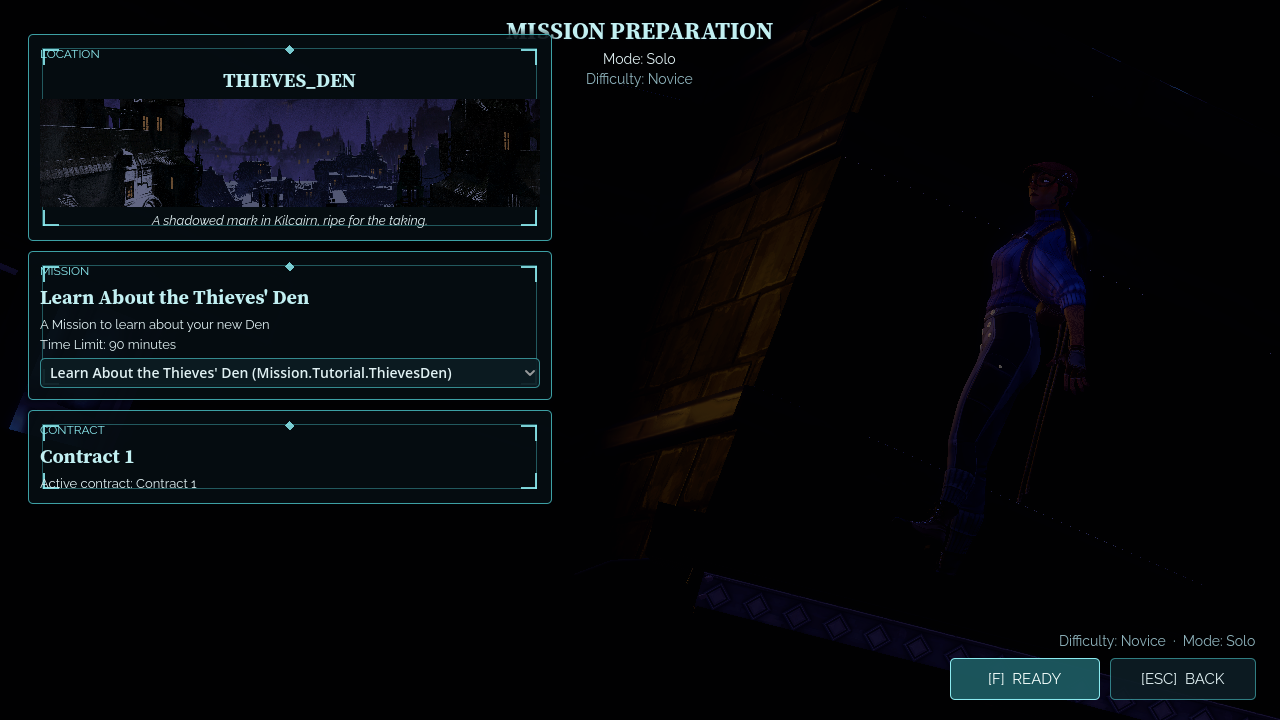 MISSION PREPARATION
Mode: Solo
Difficulty: Novice
LOCATION
THIEVES_DEN
A shadowed mark in Kilcairn, ripe for the taking.
MISSION
Learn About the Thieves' Den
A Mission to learn about your new Den
Time Limit: 90 minutes
Learn About the Thieves' Den (Mission.Tutorial.ThievesDen)
CONTRACT
Contract 1
Active contract: Contract 1
Difficulty: Novice · Mode: Solo
[F] READY
[ESC] BACK